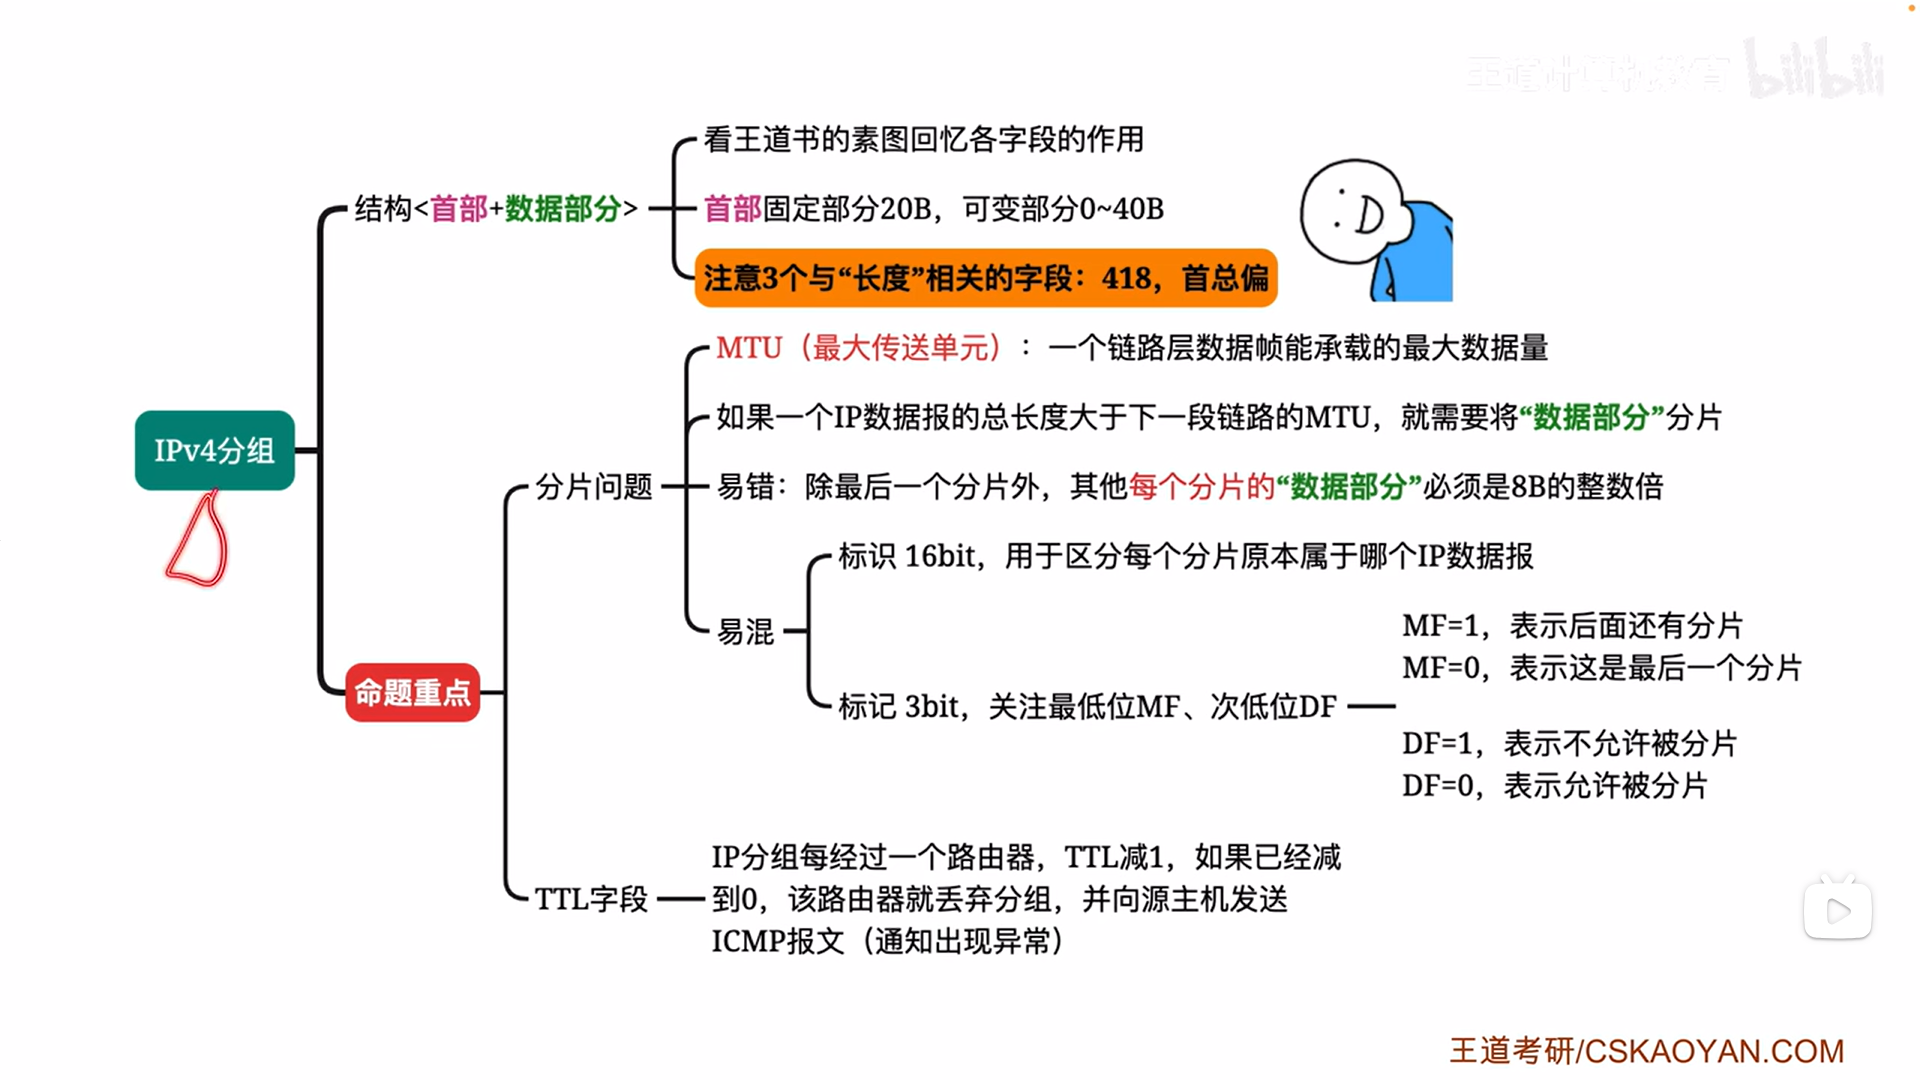 王道计算机教育
bilibili
看王道书的素图回忆各字段的作用
结构<首部+数据部分>
首部固定部分20B，可变部分0~40B
注意3个与“长度”相关的字段：418，首总偏
MTU（最大传送单元）：一个链路层数据帧能承载的最大数据量
如果一个IP数据报的总长度大于下一段链路的MTU，就需要将“数据部分”分片
IPv4分组
分片问题
易错：除最后一个分片外，其他每个分片的“数据部分”必须是8B的整数倍
标识 16bit，用于区分每个分片原本属于哪个IP数据报
易混
MF=1，表示后面还有分片
MF=0，表示这是最后一个分片
命题重点
标记 3bit，关注最低位MF、次低位DF
DF=1，表示不允许被分片
DF=0，表示允许被分片
TTL字段
IP分组每经过一个路由器，TTL减1，如果已经减
到0，该路由器就丢弃分组，并向源主机发送
ICMP报文（通知出现异常）
王道考研/CSKAOYAN.COM